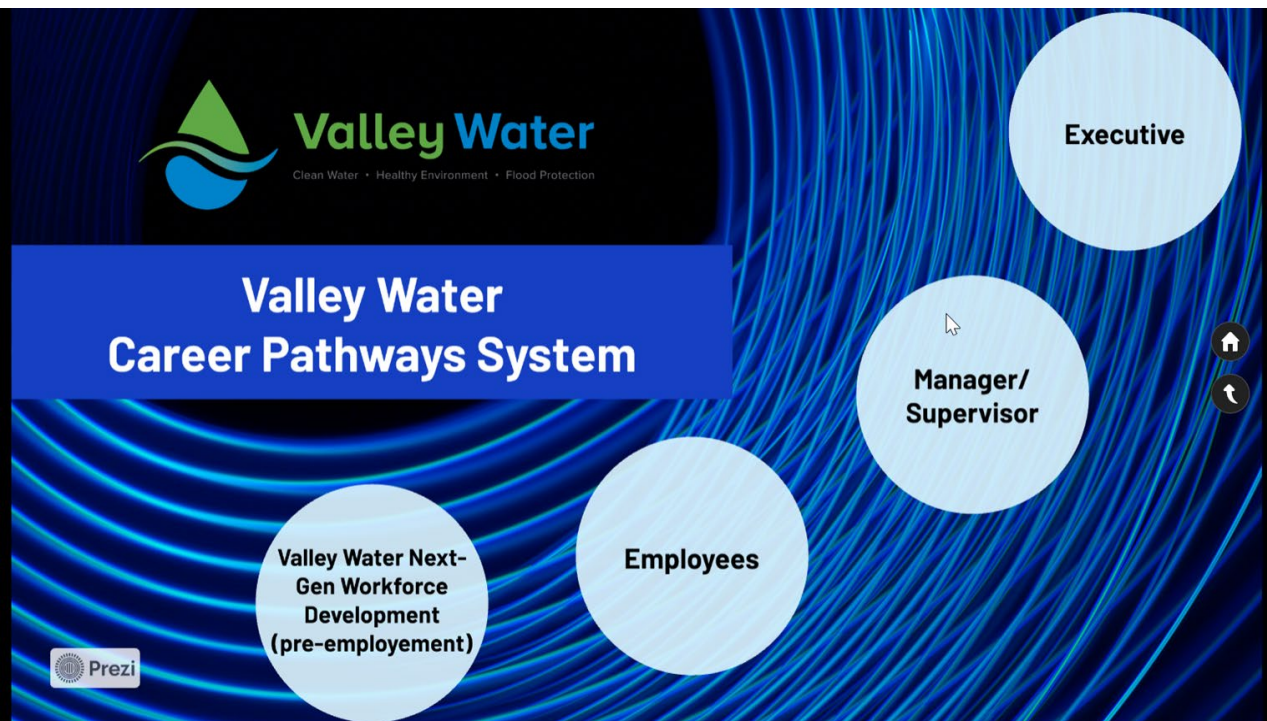 Valley Water
Clean Water • Healthy Environment • Flood Protection
Valley Water
Career Pathways System
Executive
Manager/
Supervisor
Employees
Valley Water Next-
Gen Workforce
Development
(pre-employement)
Prezi